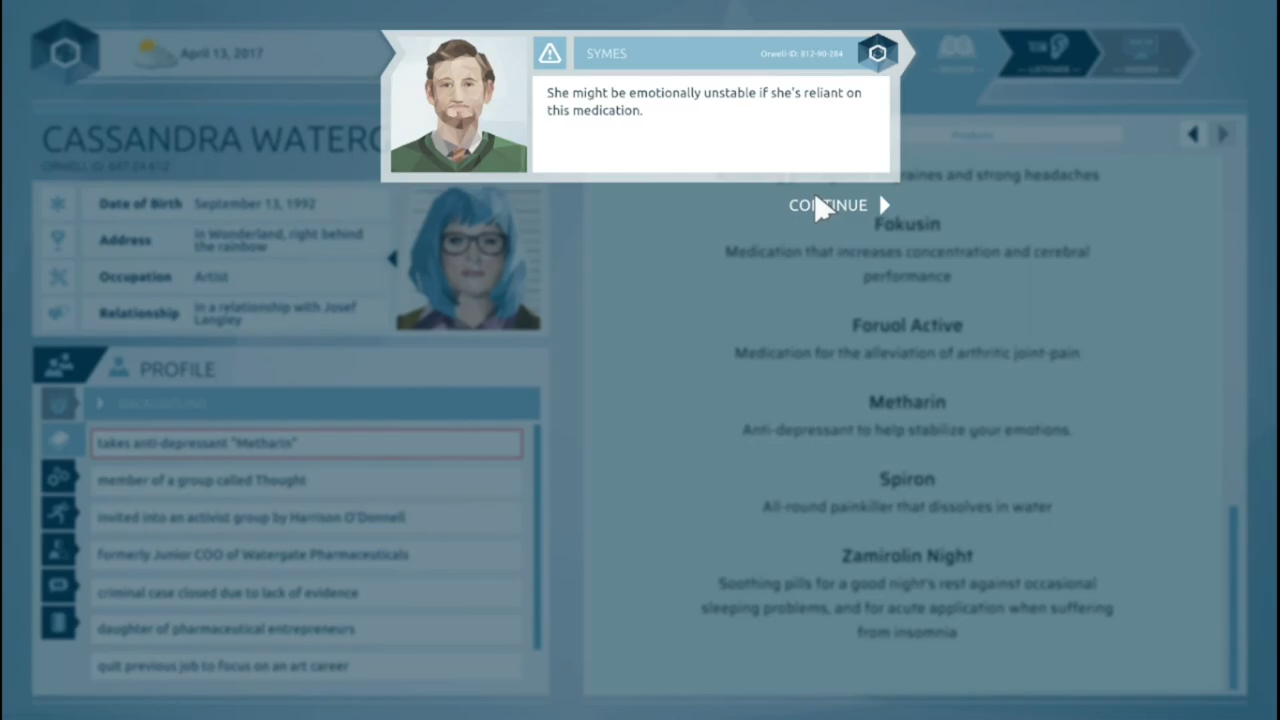 April 13, 2017
SYMES
Orwell-ID: 812-90-284
She might be emotionally unstable if she's reliant on
this medication.
CONTINUE
CASSANDRA WATERG
Date of Birth September 13, 1992
Address in Wonderland, right behind
the rainbow
Occupation Artist
Relationship in a relationship with Josef
Langley
PROFILE
BACKGROUND
takes anti-depressant "Metharin"
member of a group called Thought
invited into an activist group by Harrison O'Donnell
formerly Junior COO of Watergate Pharmaceuticals
criminal case closed due to lack of evidence
daughter of pharmaceutical entrepreneurs
quit previous job to focus on an art career
Products
raines and strong headaches
Fokusin
Medication that increases concentration and cerebral
performance
Foruol Active
Medication for the alleviation of arthritic joint-pain
Metharin
Anti-depressant to help stabilize your emotions.
Spiron
All-round painkiller that dissolves in water
Zamirolin Night
Soothing pills for a good night's rest against occasional
sleeping problems, and for acute application when suffering
from insomnia